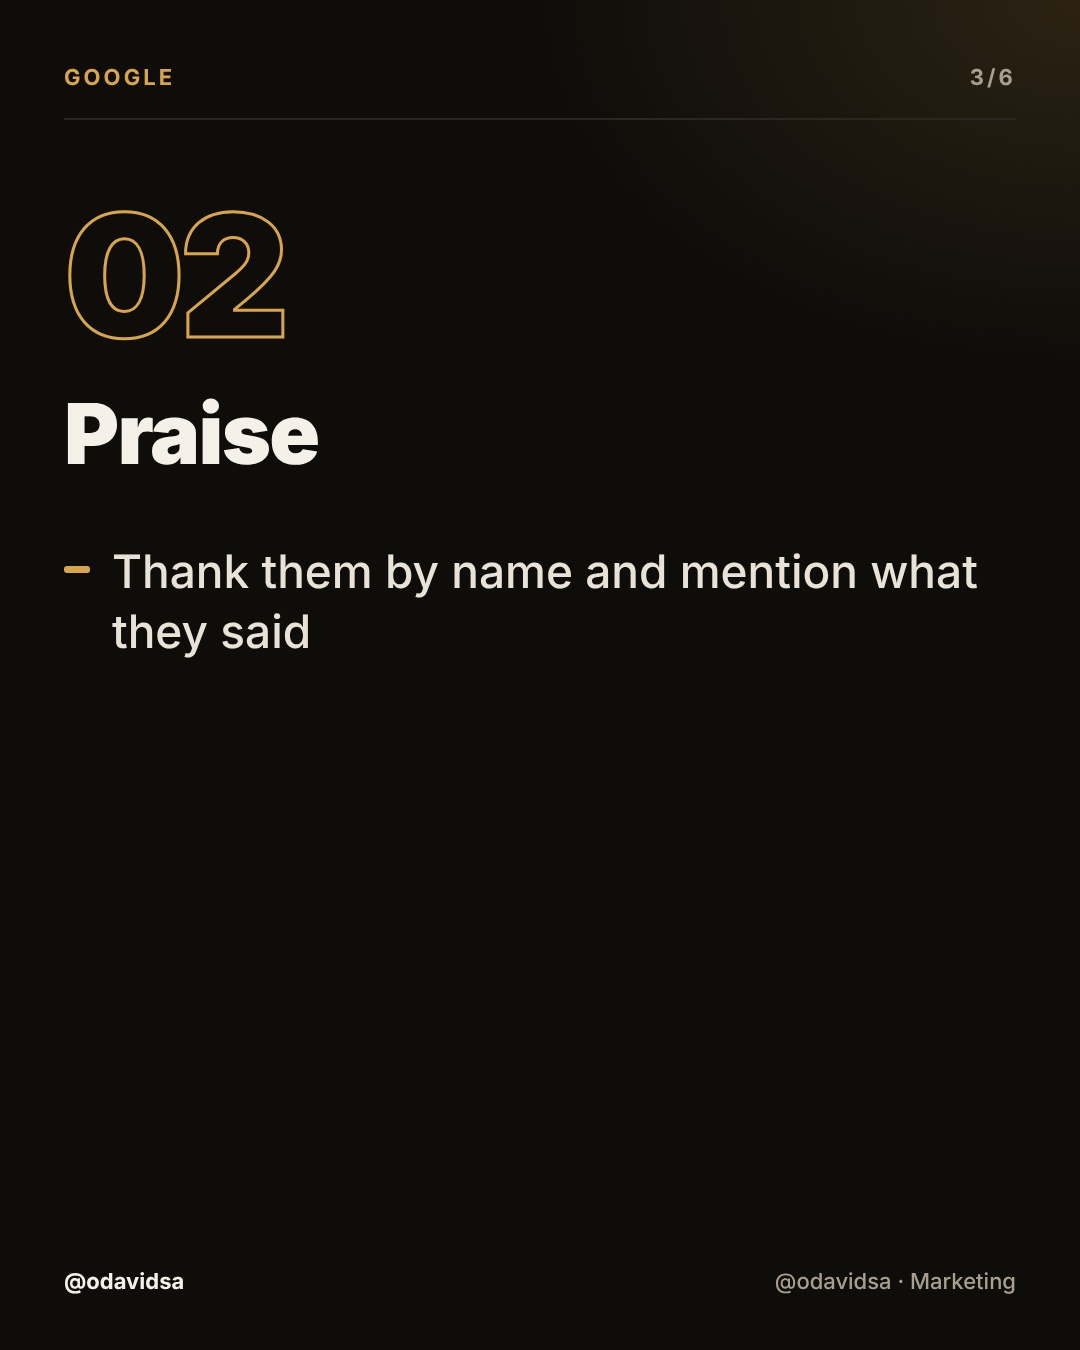 GOOGLE
3/6
02
Praise
Thank them by name and mention what
they said
@odavidsa
@odavidsa · Marketing